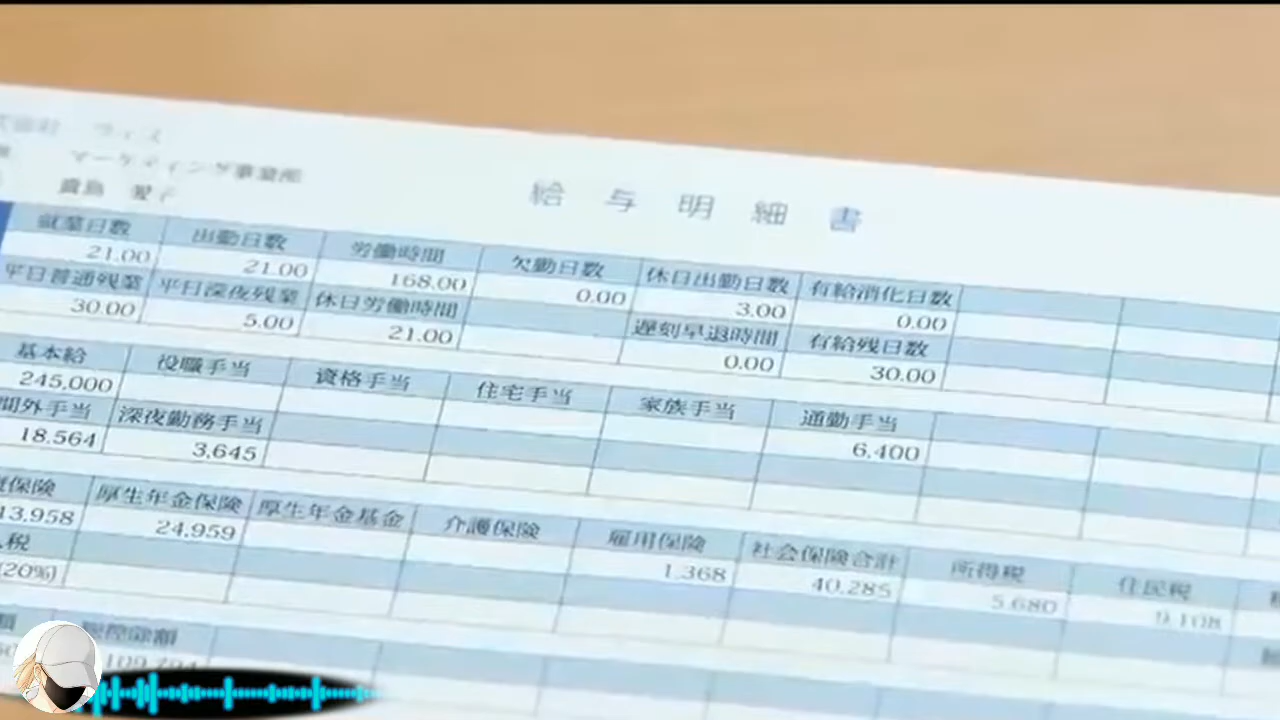 マーケティング事業部
給与明細書
就業日数 出勤日数 労働時間 欠勤日数 休日出勤日数 有給消化日数
21.00 21.00 168.00 0.00 3.00 0.00
平日普通残業 平日深夜残業 休日労働時間 遅刻早退時間 有給残日数
30.00 5.00 21.00 0.00 30.00
基本給 役職手当 資格手当 住宅手当 家族手当 通勤手当
245,000 6,400
間外手当 深夜勤務手当
18,564 3,645
保険 厚生年金保険 厚生年金基金 介護保険 雇用保険 社会保険合計 所得税 住民税
13,958 24,959 1,368 40,285 5,680 9,108
税
(20%)